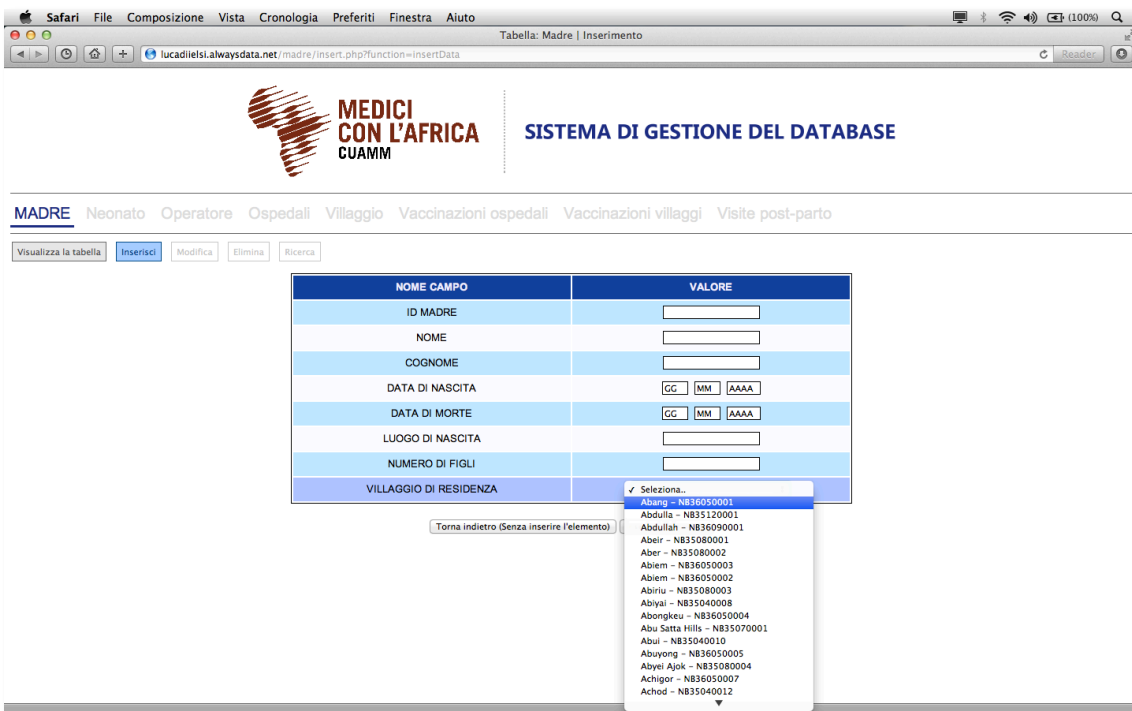 Safari File Composizione Vista Cronologia Preferiti Finestra Aiuto (100%)
Tabella: Madre | Inserimento
lucadiielsi.alwaysdata.net/madre/insert.php?function=insertData Reader
MEDICI
CON L'AFRICA
CUAMM
SISTEMA DI GESTIONE DEL DATABASE
MADRE Neonato Operatore Ospedali Villaggio Vaccinazioni ospedali Vaccinazioni villaggi Visite post-parto
Visualizza la tabella Inserisci Modifica Elimina Ricerca
NOME CAMPO VALORE
ID MADRE
NOME
COGNOME
DATA DI NASCITA GG MM AAAA
DATA DI MORTE GG MM AAAA
LUOGO DI NASCITA
NUMERO DI FIGLI
VILLAGGIO DI RESIDENZA ✓ Seleziona..
Abang - NB36050001
Abdulla - NB35120001
Torna indietro (Senza inserire l'elemento) Abdullah - NB36090001
Abeir - NB35080001
Aber - NB35080002
Abiem - NB36050003
Abiem - NB36050002
Abiriu - NB35080003
Abiyai - NB35040008
Abongkeu - NB36050004
Abu Satta Hills - NB35070001
Abui - NB35040010
Abuyong - NB36050005
Abyei Ajok - NB35080004
Achigor - NB36050007
Achod - NB35040012